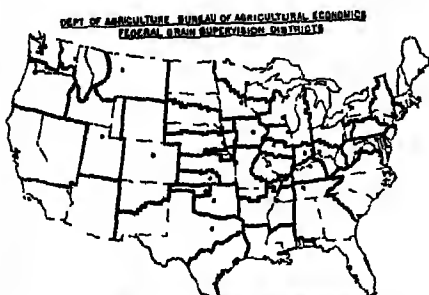 DEPT OF AGRICULTURE BUREAU OF AGRICULTURAL ECONOMICS
FEDERAL GRAIN SUPERVISION DISTRICTS